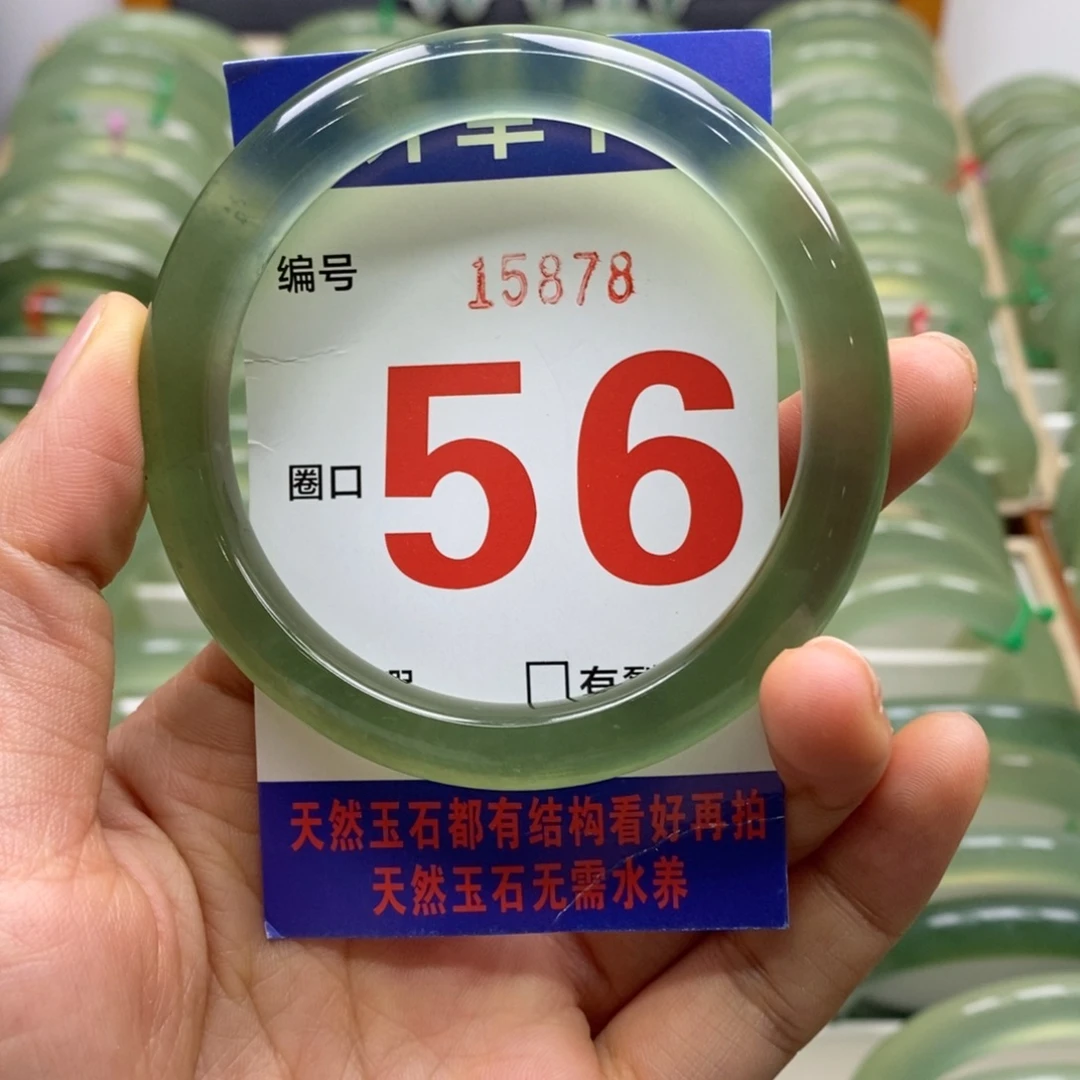 编号 15878
圈口 56
有
天然玉石都有结构看好再拍
天然玉石无需水养